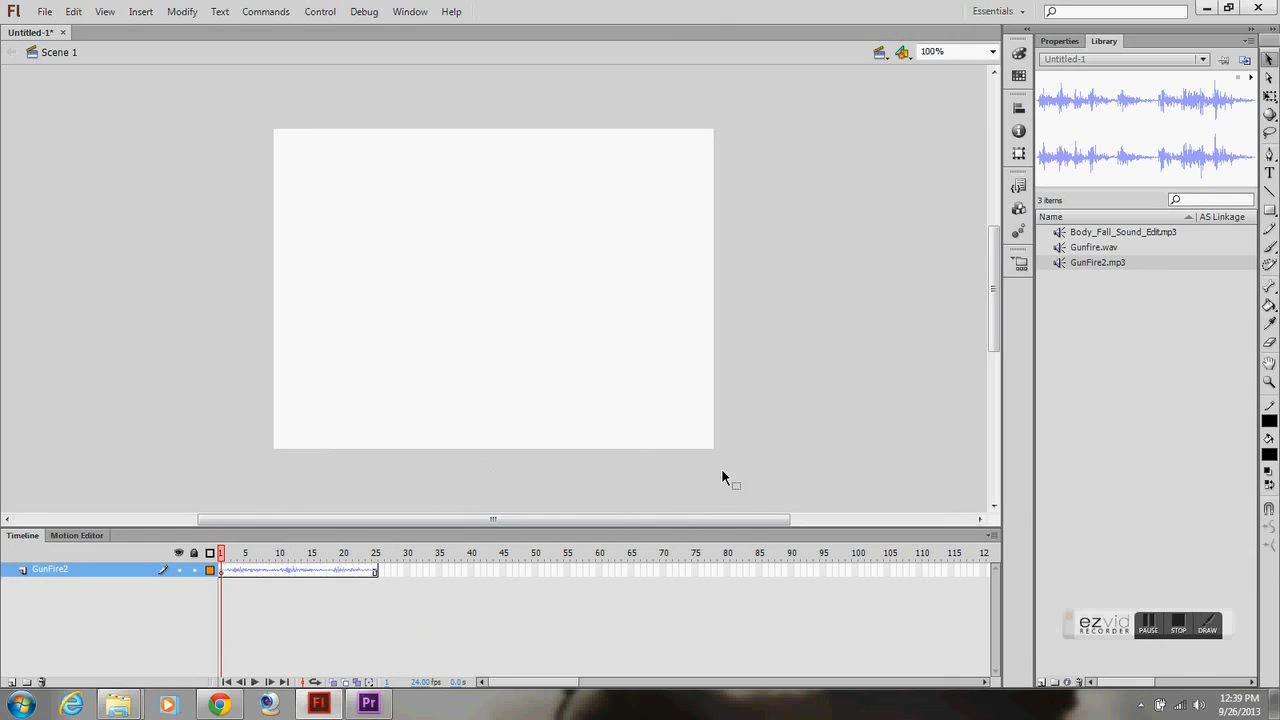 Fl File Edit View Insert Modify Text Commands Control Debug Window Help Essentials
Untitled-1* ×
Scene 1 100%
Properties Library
Untitled-1
3 items
Name AS Linkage
Body_Fall_Sound_Edit.mp3
Gunfire.wav
GunFire2.mp3
Timeline Motion Editor
1 5 10 15 20 25 30 35 40 45 50 55 60 65 70 75 80 85 90 95 100 105 110 115 12
GunFire2
ezvid
RECORDER
PAUSE STOP DRAW
1 24.00 fps 0.0 s
Fl Pr
12:39 PM
9/26/2013